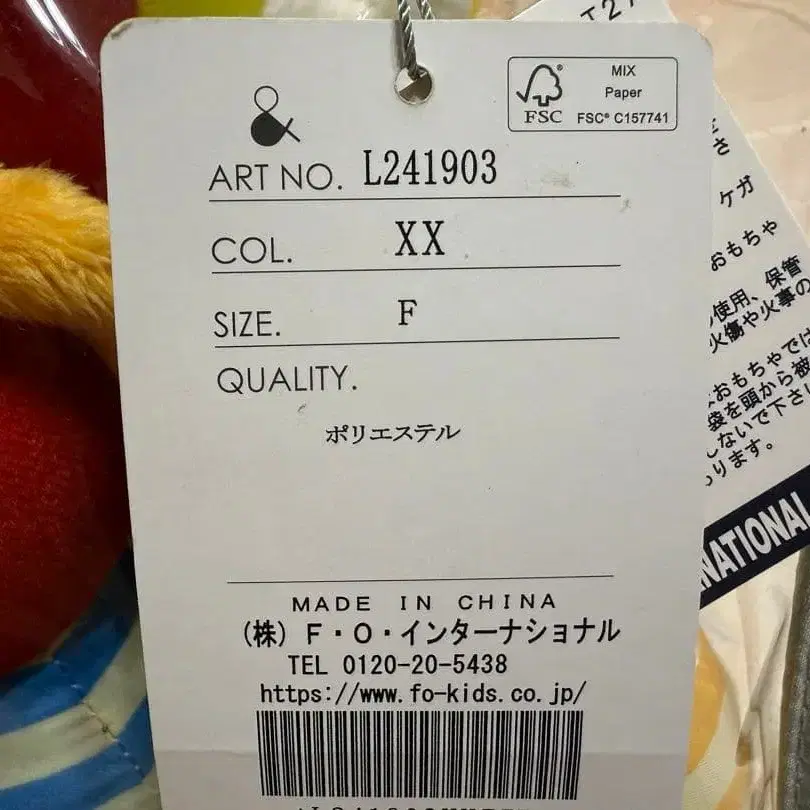 &
MIX
Paper
FSC
FSC® C157741
ART NO. L241903
COL. XX
SIZE. F
QUALITY.
ポリエステル
MADE IN CHINA
(株) F・O・インターナショナル
TEL 0120-20-5438
https://www.fo-kids.co.jp/
ケガ
おもちゃ
使用、保管
火傷や火事の
おもちゃでは
袋を頭から被
しないで下さい
ります。
NATIONAL